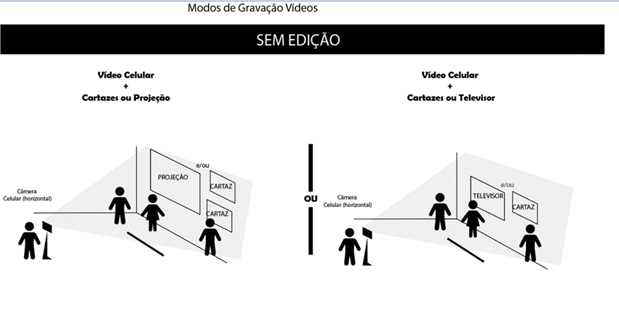 Modos de Gravação Vídeos
SEM EDIÇÃO
Vídeo Celular
+
Cartazes ou Projeção
e/ou
PROJEÇÃO
CARTAZ
CARTAZ
Câmera
Celular (horizontal)
OU
Vídeo Celular
+
Cartazes ou Televisor
e/ou
TELEVISOR
CARTAZ
Câmara
Celular (horizontal)